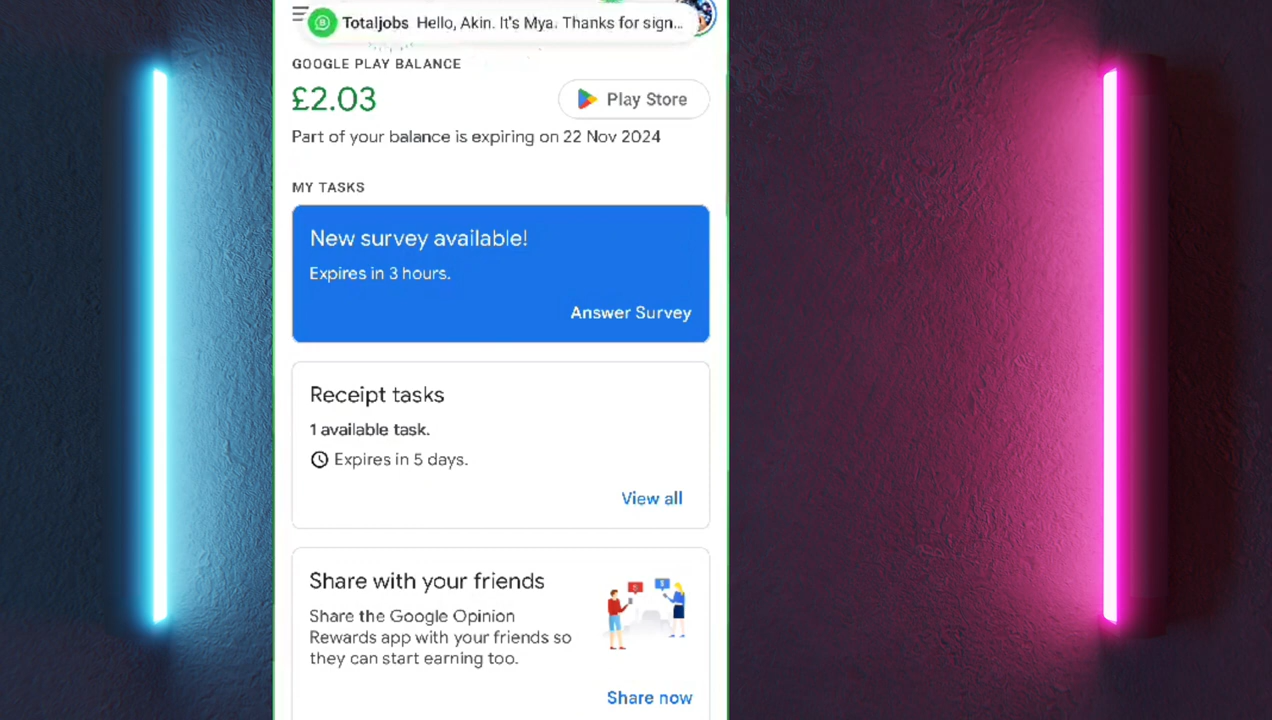 Totaljobs Hello, Akin. It's Mya. Thanks for sign...
GOOGLE PLAY BALANCE
£2.03
Play Store
Part of your balance is expiring on 22 Nov 2024
MY TASKS
New survey available!
Expires in 3 hours.
Answer Survey
Receipt tasks
1 available task.
Expires in 5 days.
View all
Share with your friends
Share the Google Opinion
Rewards app with your friends so
they can start earning too.
Share now